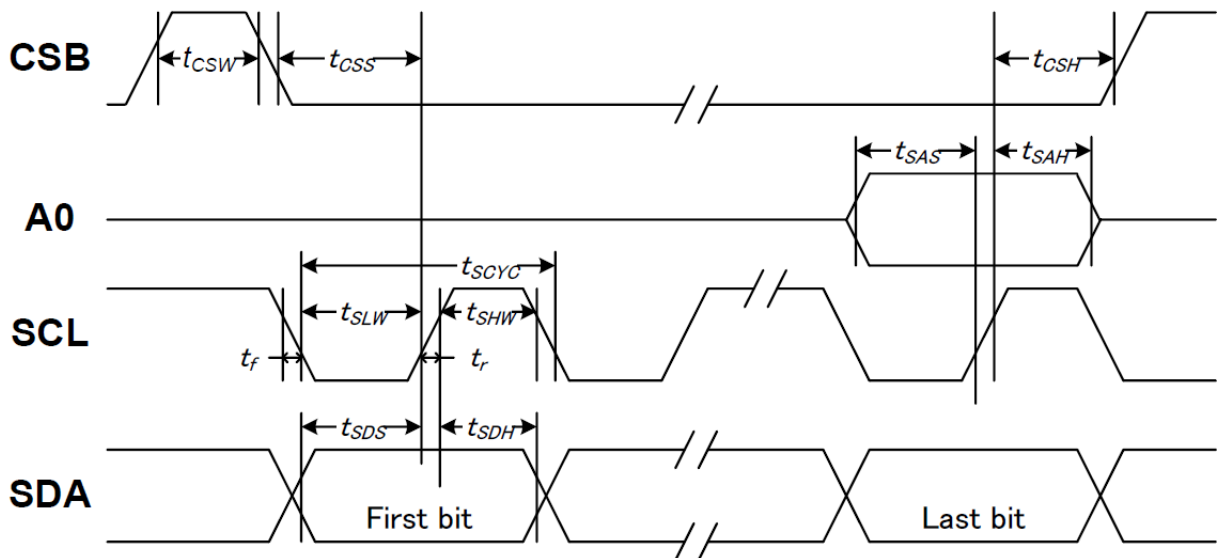 CSB
tCSW
tCSS
tCSH
tSAS
tSAH
A0
tSCYC
SCL
tSLW
tSHW
tf
tr
tSDS
tSDH
SDA
First bit
Last bit